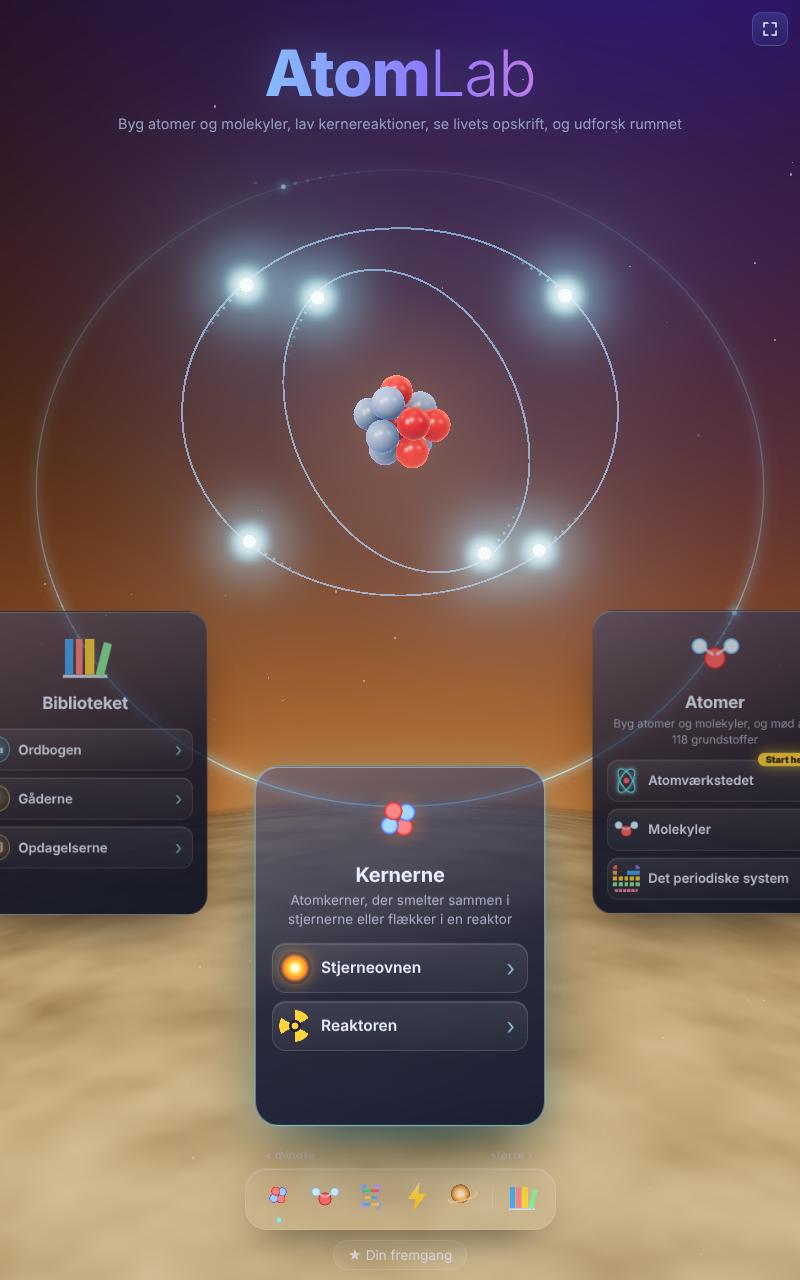 AtomLab
Byg atomer og molekyler, lav kernereaktioner, se livets opskrift, og udforsk rummet
Biblioteket
Ordbogen
Gåderne
Opdagelserne
Kernerne
Atomkerner, der smelter sammen i
stjernerne eller flækker i en reaktor
Stjerneovnen
Reaktoren
Atomer
Byg atomer og molekyler, og mød
118 grundstoffer
Start
Atomværkstedet
Molekyler
Det periodiske system
‹ mindre
større ›
★ Din fremgang